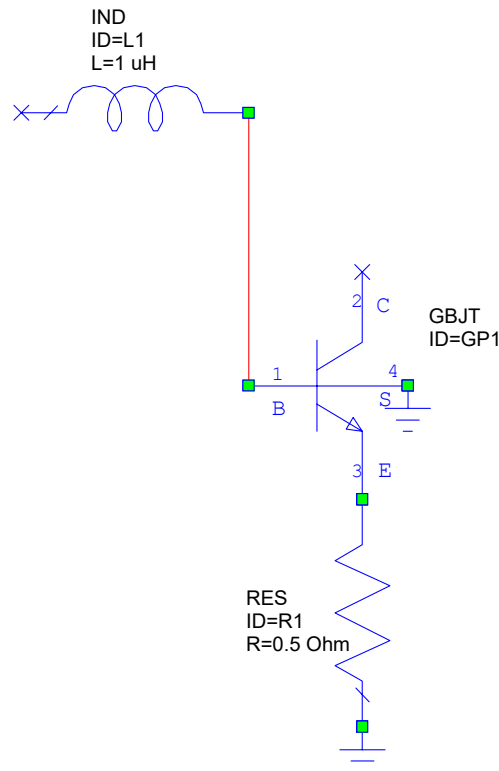 IND
ID=L1
L=1 uH
2 C
GBJT
ID=GP1
1
4
B
S
3 E
RES
ID=R1
R=0.5 Ohm